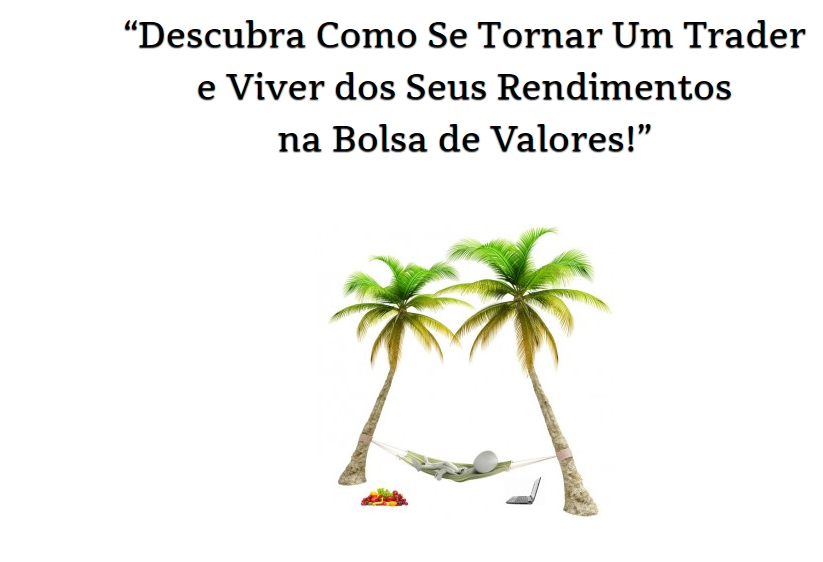 “Descubra Como Se Tornar Um Trader
e Viver dos Seus Rendimentos
na Bolsa de Valores!”